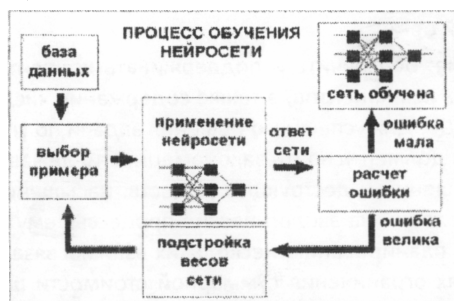 ПРОЦЕСС ОБУЧЕНИЯ
НЕЙРОСЕТИ
база
данных
выбор
примера
применение
нейросети
ответ
сети
сеть обучена
ошибка
мала
расчет
ошибки
ошибка
велика
подстройка
весов
сети